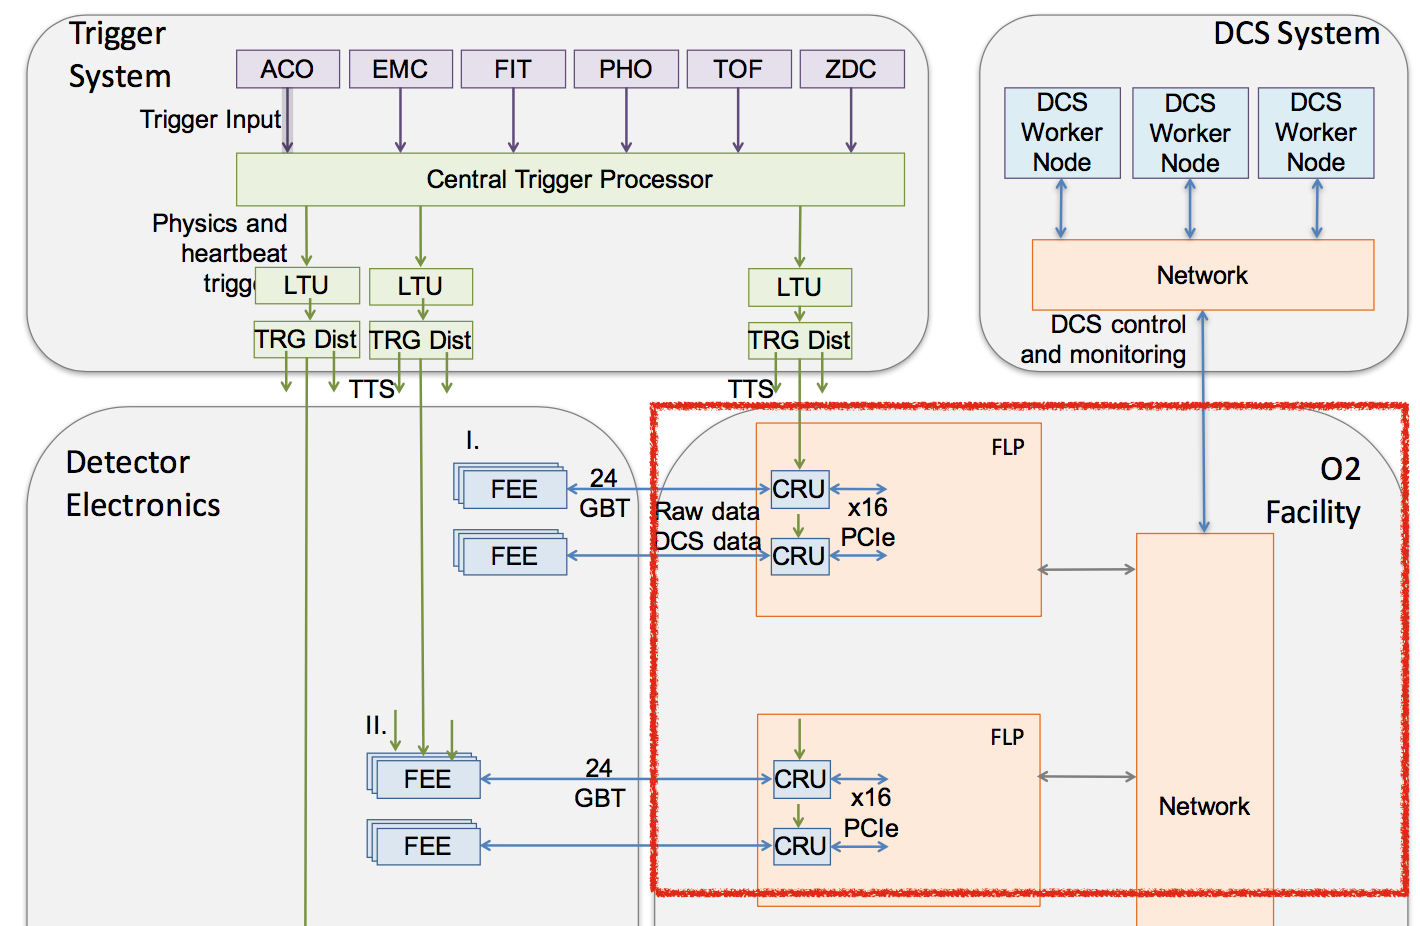 Trigger
System
ACO
EMC
FIT
PHO
TOF
ZDC
Trigger Input
Central Trigger Processor
Physics and
heartbeat
trigg
LTU
LTU
LTU
TRG Dist
TRG Dist
TRG Dist
TTS
TTS
DCS System
DCS
Worker
Node
DCS
Worker
Node
DCS
Worker
Node
Network
DCS control
and monitoring
Detector
Electronics
I.
FEE
24
GBT
FEE
Raw data
DCS data
FLP
CRU
x16
PCIe
CRU
O2
Facility
II.
FEE
24
GBT
FEE
FLP
CRU
x16
PCIe
CRU
Network